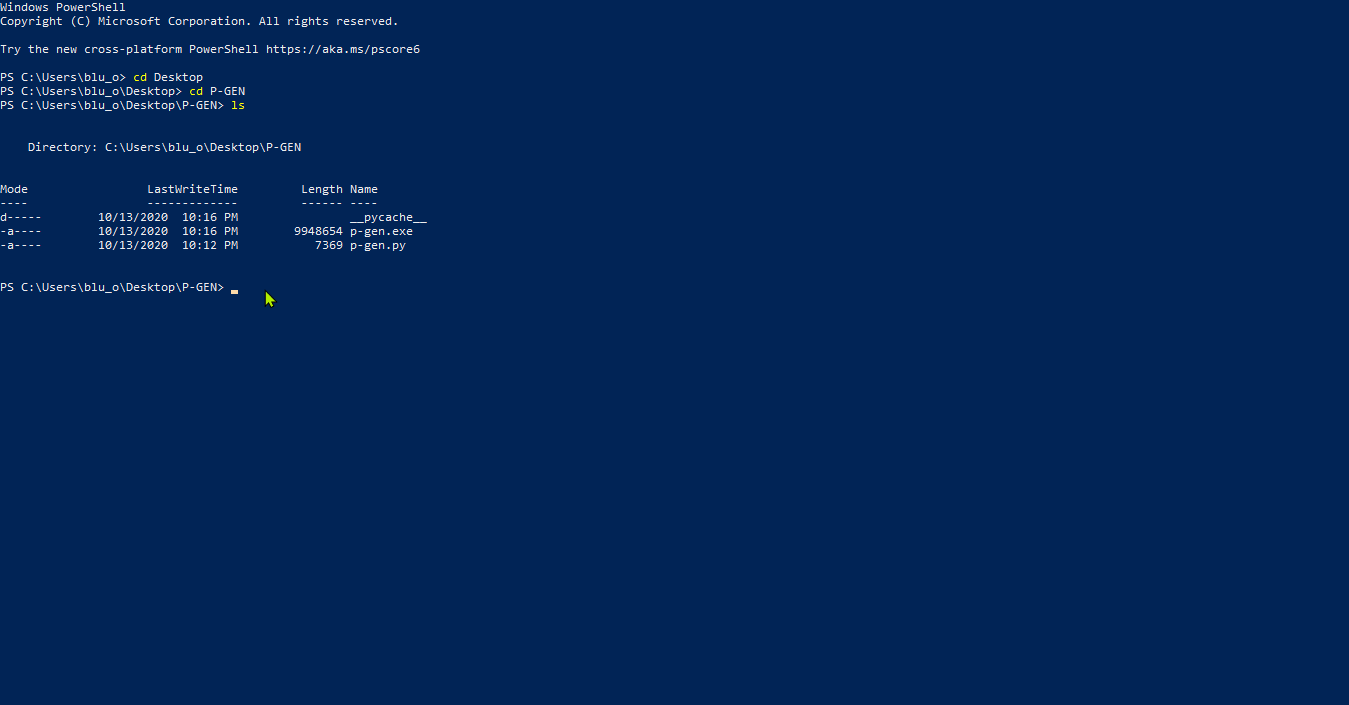 Windows PowerShell
Copyright (C) Microsoft Corporation. All rights reserved.
Try the new cross-platform PowerShell https://aka.ms/pscore6
PS C:\Users\blu_o> cd Desktop
PS C:\Users\blu_o\Desktop> cd P-GEN
PS C:\Users\blu_o\Desktop\P-GEN> ls
Directory: C:\Users\blu_o\Desktop\P-GEN
Mode LastWriteTime Length Name
---- ------------- ------ ----
d----- 10/13/2020 10:16 PM __pycache__
-a---- 10/13/2020 10:16 PM 9948654 p-gen.exe
-a---- 10/13/2020 10:12 PM 7369 p-gen.py
PS C:\Users\blu_o\Desktop\P-GEN>